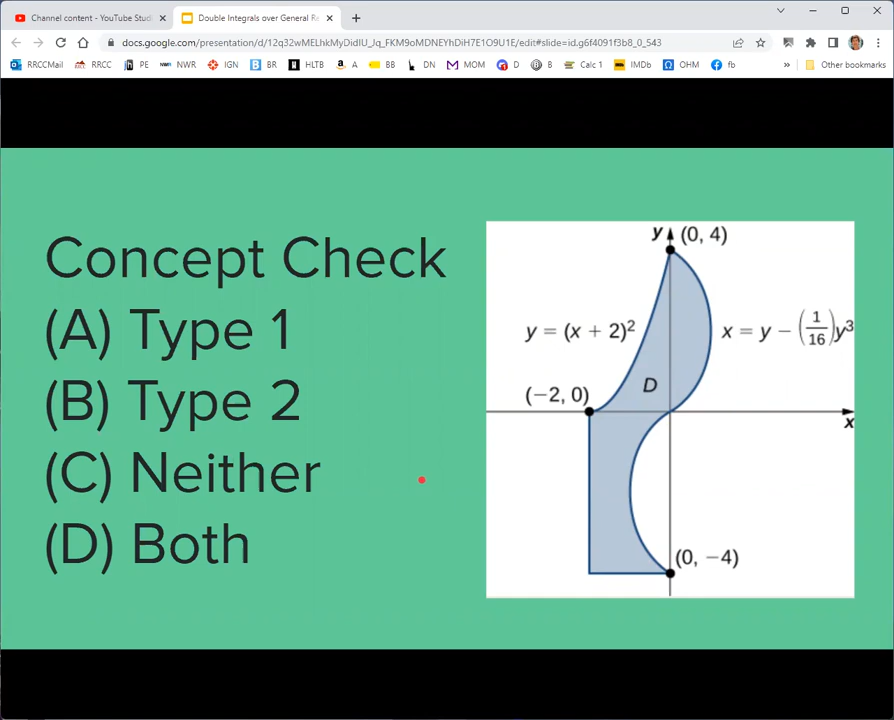 Channel content - YouTube Studi
Double Integrals over General Re
docs.google.com/presentation/d/12q32wMELhkMyDidIU_Jq_FKM9oMDNEYhDiH7E1O9U1E/edit#slide=id.g6f4091f3b8_0_543
RRCCMail RRCC PE NWR IGN BR HLTB A BB DN MOM D B Calc 1 IMDb OHM fb » Other bookmarks
Concept Check
(A) Type 1
(B) Type 2
(C) Neither
(D) Both
y (0, 4)
y = (x + 2)² x = y − (1/16)y³
D
(−2, 0)
x
(0, −4)